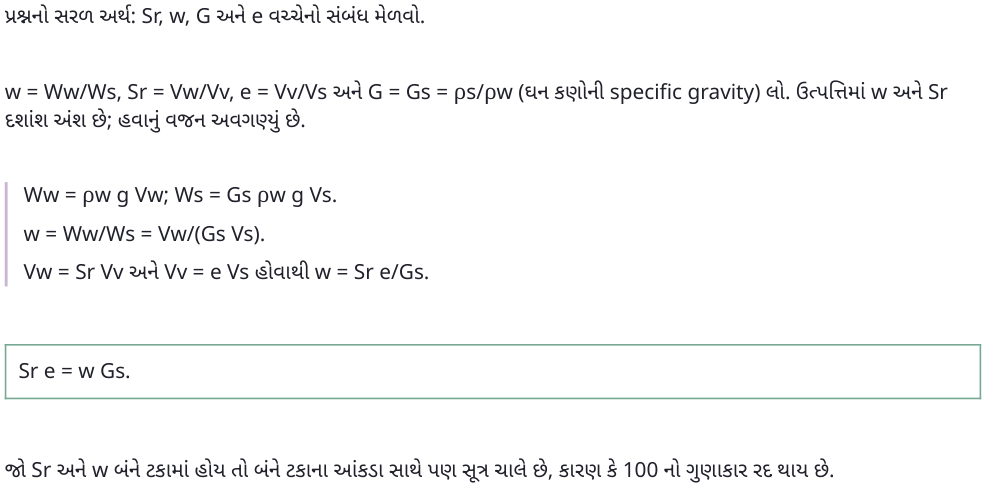 પ્રશ્નનો સરળ અર્થ: Sr, w, G અને e વચ્ચેનો સંબંધ મેળવો.
w = Ww/Ws, Sr = Vw/Vv, e = Vv/Vs અને G = Gs = ρs/ρw (ઘન કણોની specific gravity) લો. ઉત્પત્તિમાં w અને Sr
દશાંશ અંશ છે; હવાનું વજન અવગણ્યું છે.
Ww = ρw g Vw; Ws = Gs ρw g Vs.
w = Ww/Ws = Vw/(Gs Vs).
Vw = Sr Vv અને Vv = e Vs હોવાથી w = Sr e/Gs.
Sr e = w Gs.
જો Sr અને w બંને ટકામાં હોય તો બંને ટકાના આંકડા સાથે પણ સૂત્ર ચાલે છે, કારણ કે 100 નો ગુણાકાર રદ થાય છે.